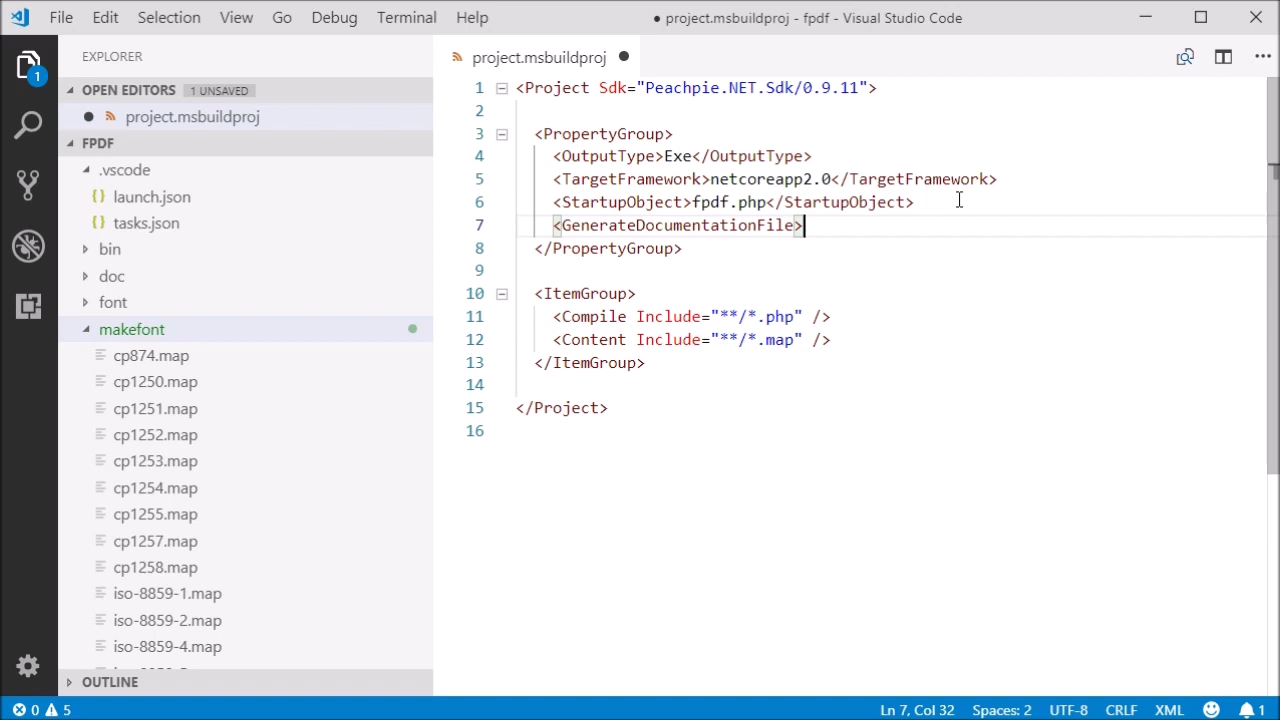 File Edit Selection View Go Debug Terminal Help
● project.msbuildproj - fpdf - Visual Studio Code
1
EXPLORER
OPEN EDITORS 1 UNSAVED
project.msbuildproj
FPDF
.vscode
launch.json
tasks.json
bin
doc
font
makefont
cp874.map
cp1250.map
cp1251.map
cp1252.map
cp1253.map
cp1254.map
cp1255.map
cp1257.map
cp1258.map
iso-8859-1.map
iso-8859-2.map
iso-8859-4.map
OUTLINE
project.msbuildproj
1 <Project Sdk="Peachpie.NET.Sdk/0.9.11">
2
3 <PropertyGroup>
4 <OutputType>Exe</OutputType>
5 <TargetFramework>netcoreapp2.0</TargetFramework>
6 <StartupObject>fpdf.php</StartupObject>
7 <GenerateDocumentationFile>
8 </PropertyGroup>
9
10 <ItemGroup>
11 <Compile Include="**/*.php" />
12 <Content Include="**/*.map" />
13 </ItemGroup>
14
15 </Project>
16
0 5 Ln 7, Col 32 Spaces: 2 UTF-8 CRLF XML 1